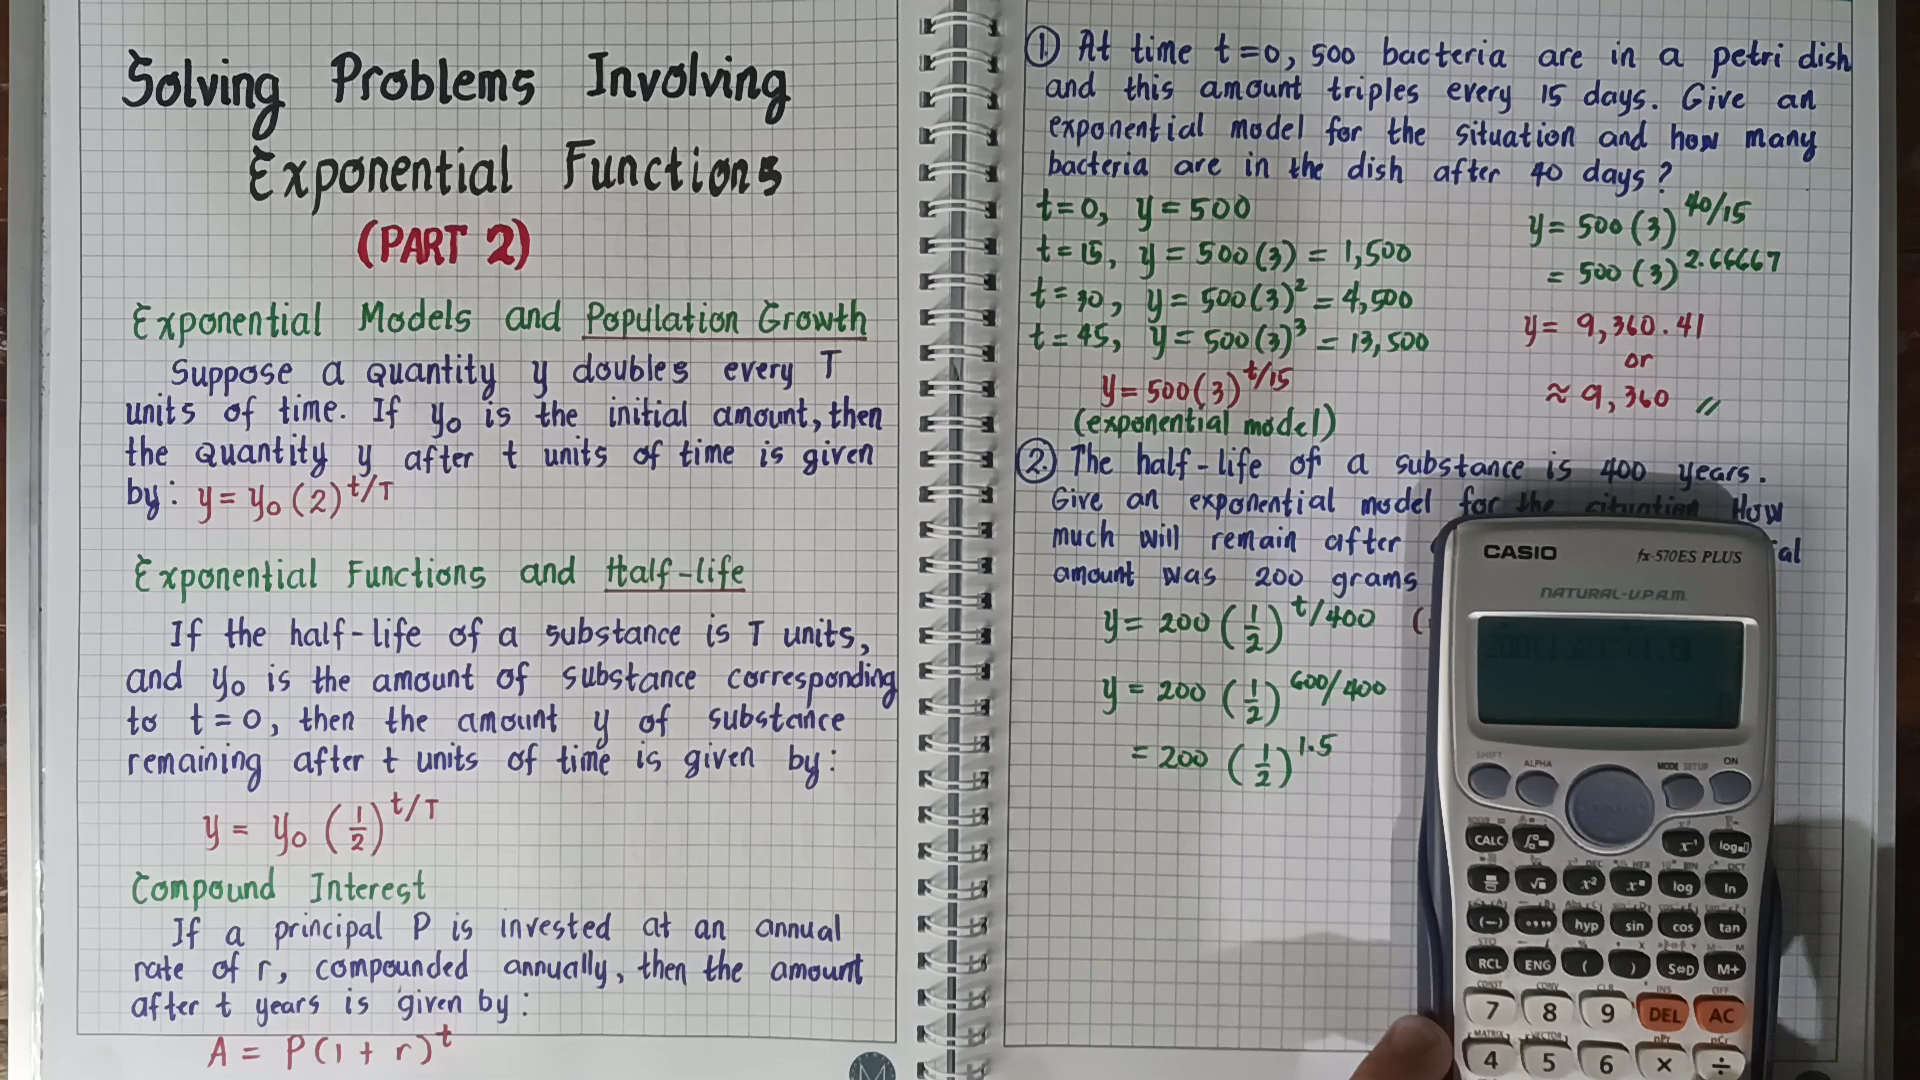 Solving Problems Involving
Exponential Functions
(PART 2)
Exponential Models and Population Growth
Suppose a quantity y doubles every T
units of time. If y₀ is the initial amount, then
the quantity y after t units of time is given
by: y = y₀ (2)^t/T
Exponential Functions and Half-life
If the half-life of a substance is T units,
and y₀ is the amount of substance corresponding
to t = 0, then the amount y of substance
remaining after t units of time is given by:
y = y₀ (1/2)^t/T
Compound Interest
If a principal P is invested at an annual
rate of r, compounded annually, then the amount
after t years is given by:
A = P(1 + r)^t
① At time t=0, 500 bacteria are in a petri dish
and this amount triples every 15 days. Give an
exponential model for the situation and how many
bacteria are in the dish after 40 days?
t=0, y = 500
t = 15, y = 500(3) = 1,500
t = 30, y = 500(3)² = 4,500
t = 45, y = 500(3)³ = 13,500
y = 500(3)^t/15
(exponential model)
y = 500 (3)^40/15
= 500 (3)^2.66667
y = 9,360.41
or
≈ 9,360 //
② The half-life of a substance is 400 years.
Give an exponential model for the situation How
much will remain after
amount was 200 grams
y = 200 (1/2)^t/400 (
y = 200 (1/2)^600/400
= 200 (1/2)^1.5
CASIO fx-570ES PLUS
NATURAL-V.P.A.M.
SHIFT ALPHA MODE SETUP ON
CALC x⁻¹ log
√ x² log ln
(−) hyp sin cos tan
RCL ENG ( ) S⇔D M+
7 8 9 DEL AC
4 5 6 × ÷